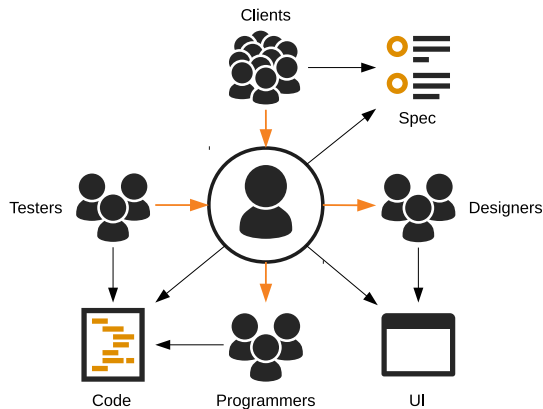 Clients
Spec
Testers
Designers
Code
Programmers
UI